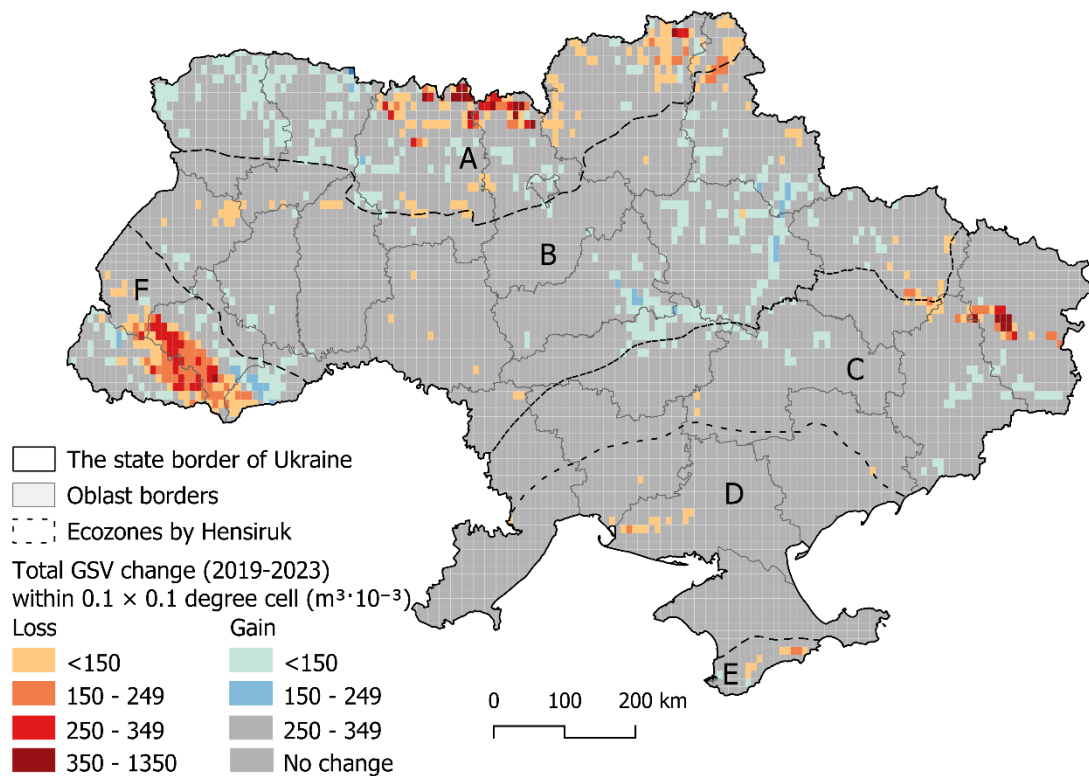 A
B
F
C
D
E
The state border of Ukraine
Oblast borders
Ecozones by Hensiruk
Total GSV change (2019-2023)
within 0.1 × 0.1 degree cell (m³·10⁻³)
Loss Gain
<150 <150
150 - 249 150 - 249
250 - 349 250 - 349
350 - 1350 No change
0 100 200 km